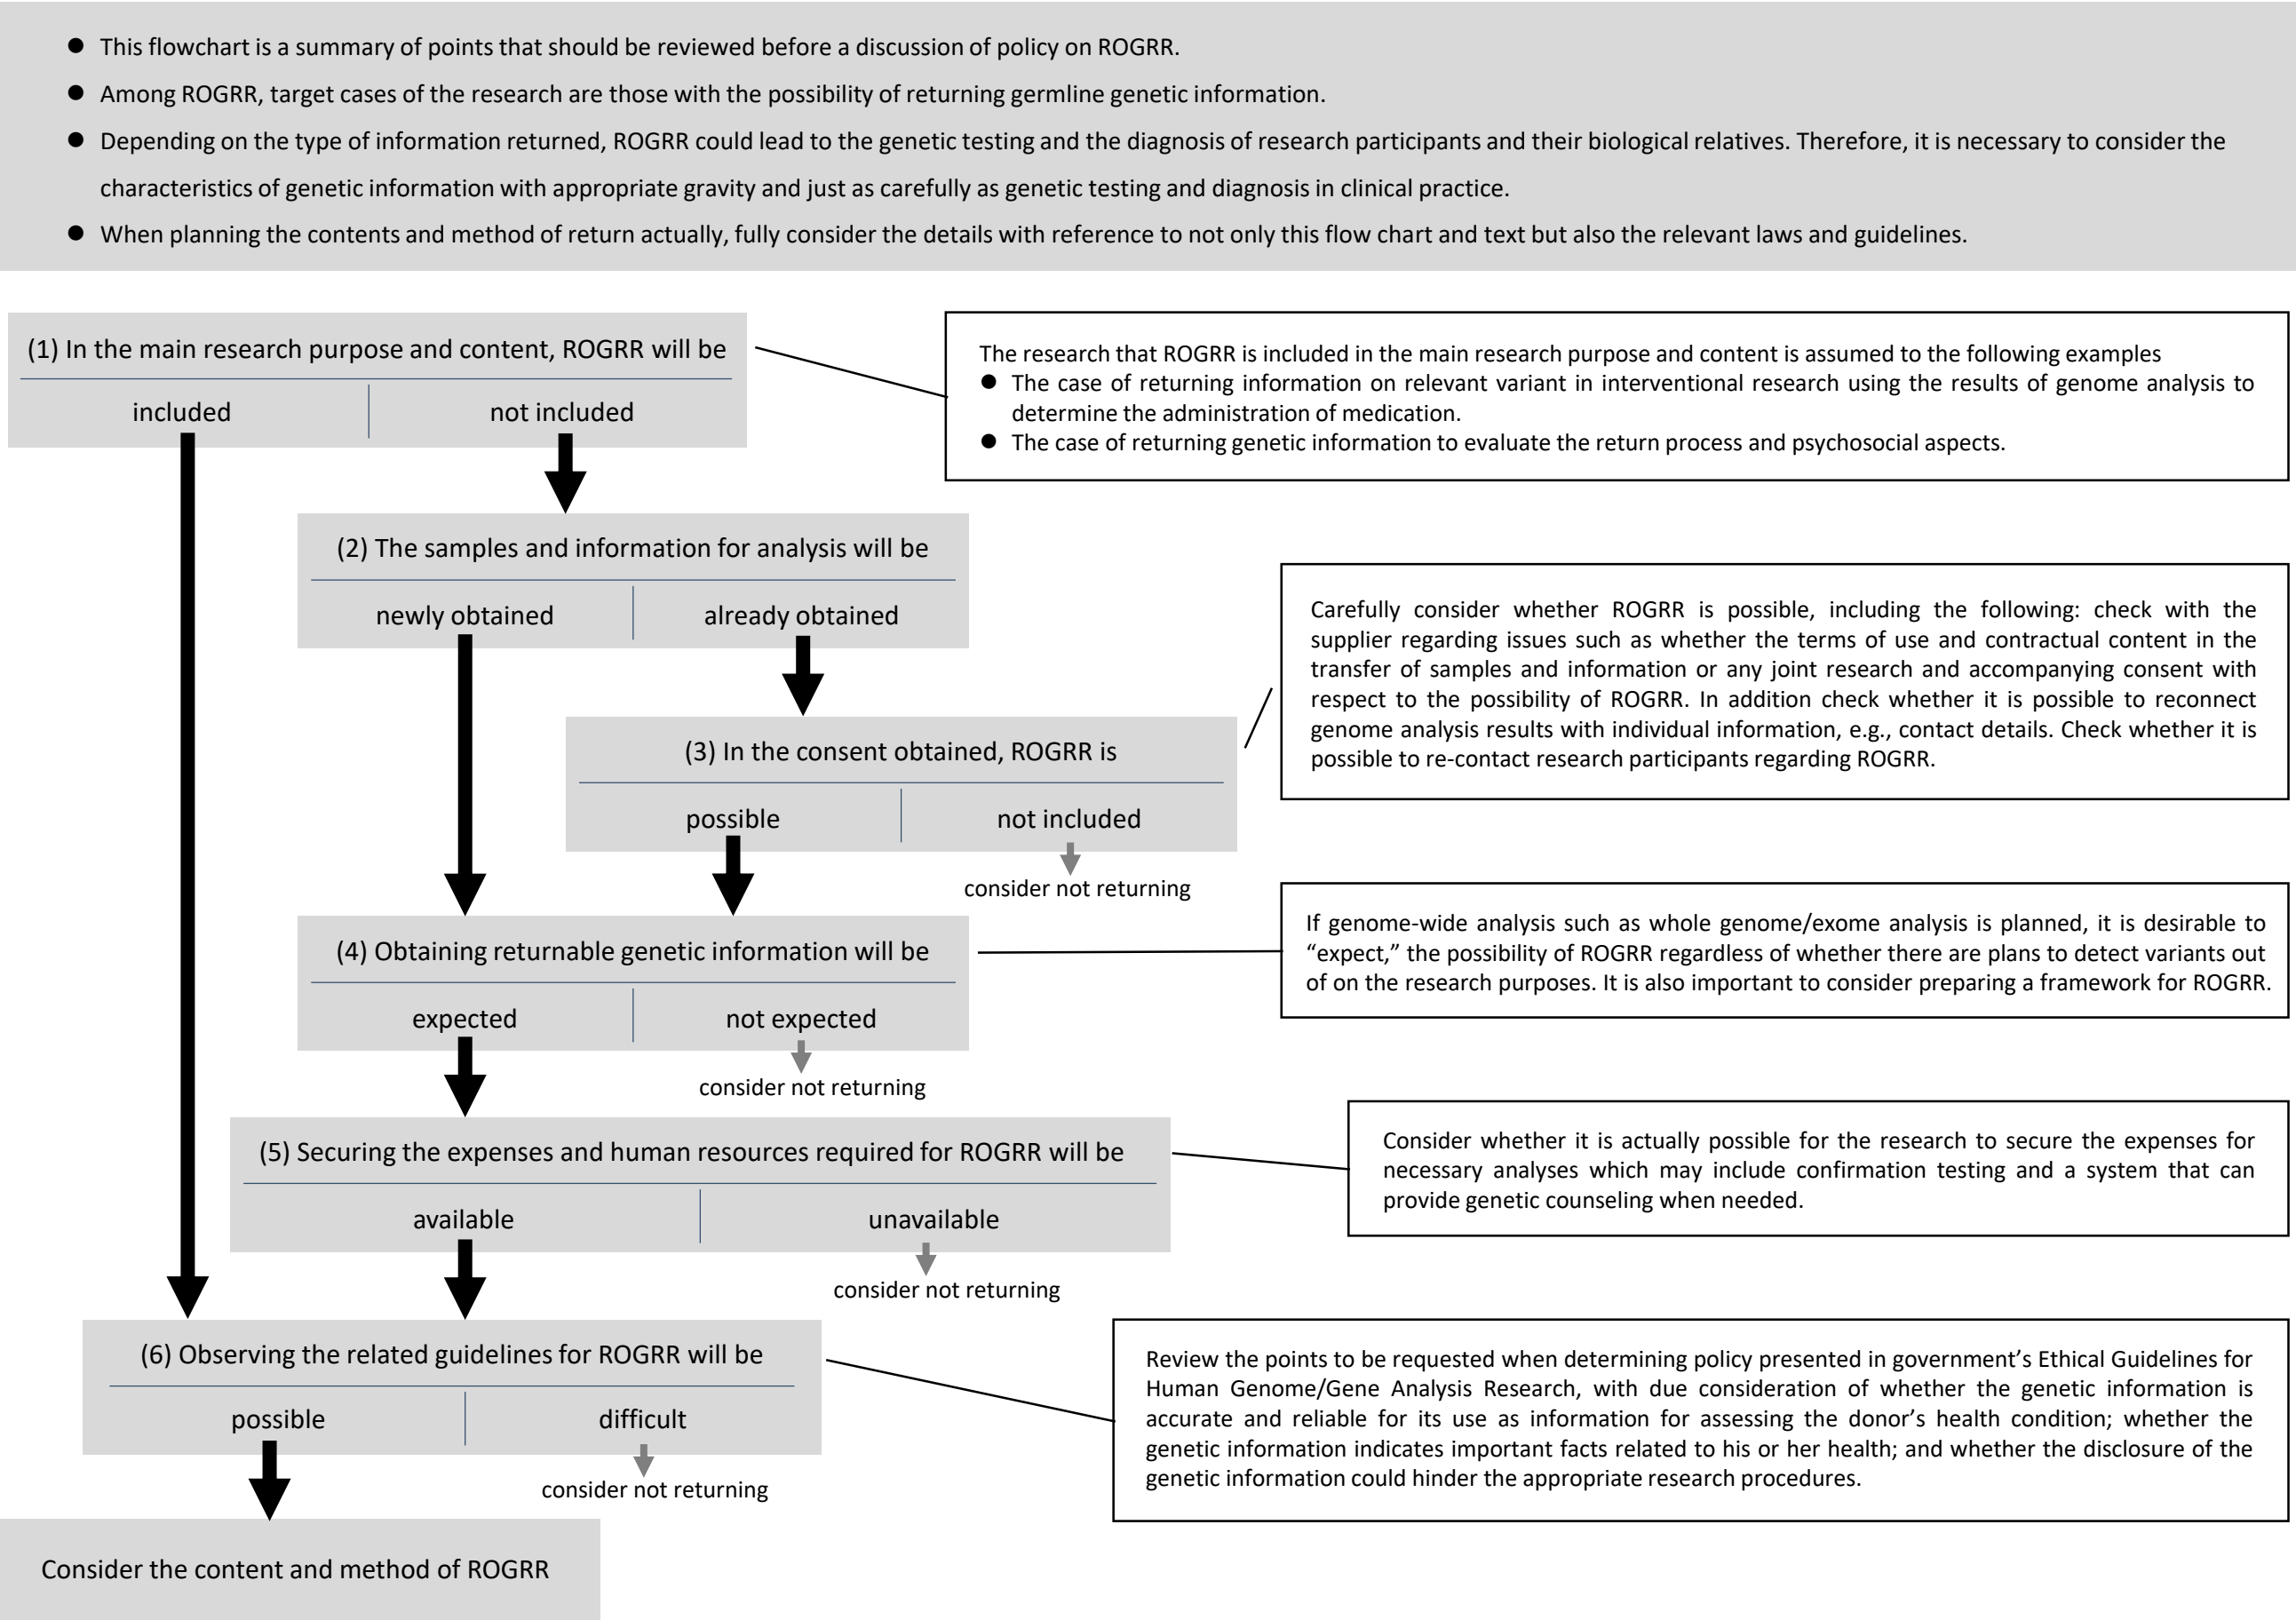 ● This flowchart is a summary of points that should be reviewed before a discussion of policy on ROGRR.
● Among ROGRR, target cases of the research are those with the possibility of returning germline genetic information.
● Depending on the type of information returned, ROGRR could lead to the genetic testing and the diagnosis of research participants and their biological relatives. Therefore, it is necessary to consider the
characteristics of genetic information with appropriate gravity and just as carefully as genetic testing and diagnosis in clinical practice.
● When planning the contents and method of return actually, fully consider the details with reference to not only this flow chart and text but also the relevant laws and guidelines.
(1) In the main research purpose and content, ROGRR will be
included
not included
The research that ROGRR is included in the main research purpose and content is assumed to the following examples
● The case of returning information on relevant variant in interventional research using the results of genome analysis to
determine the administration of medication.
● The case of returning genetic information to evaluate the return process and psychosocial aspects.
(2) The samples and information for analysis will be
newly obtained
already obtained
(3) In the consent obtained, ROGRR is
possible
not included
consider not returning
Carefully consider whether ROGRR is possible, including the following: check with the
supplier regarding issues such as whether the terms of use and contractual content in the
transfer of samples and information or any joint research and accompanying consent with
respect to the possibility of ROGRR. In addition check whether it is possible to reconnect
genome analysis results with individual information, e.g., contact details. Check whether it is
possible to re-contact research participants regarding ROGRR.
(4) Obtaining returnable genetic information will be
expected
not expected
consider not returning
If genome-wide analysis such as whole genome/exome analysis is planned, it is desirable to
“expect,” the possibility of ROGRR regardless of whether there are plans to detect variants out
of on the research purposes. It is also important to consider preparing a framework for ROGRR.
(5) Securing the expenses and human resources required for ROGRR will be
available
unavailable
consider not returning
Consider whether it is actually possible for the research to secure the expenses for
necessary analyses which may include confirmation testing and a system that can
provide genetic counseling when needed.
(6) Observing the related guidelines for ROGRR will be
possible
difficult
consider not returning
Review the points to be requested when determining policy presented in government’s Ethical Guidelines for
Human Genome/Gene Analysis Research, with due consideration of whether the genetic information is
accurate and reliable for its use as information for assessing the donor’s health condition; whether the
genetic information indicates important facts related to his or her health; and whether the disclosure of the
genetic information could hinder the appropriate research procedures.
Consider the content and method of ROGRR